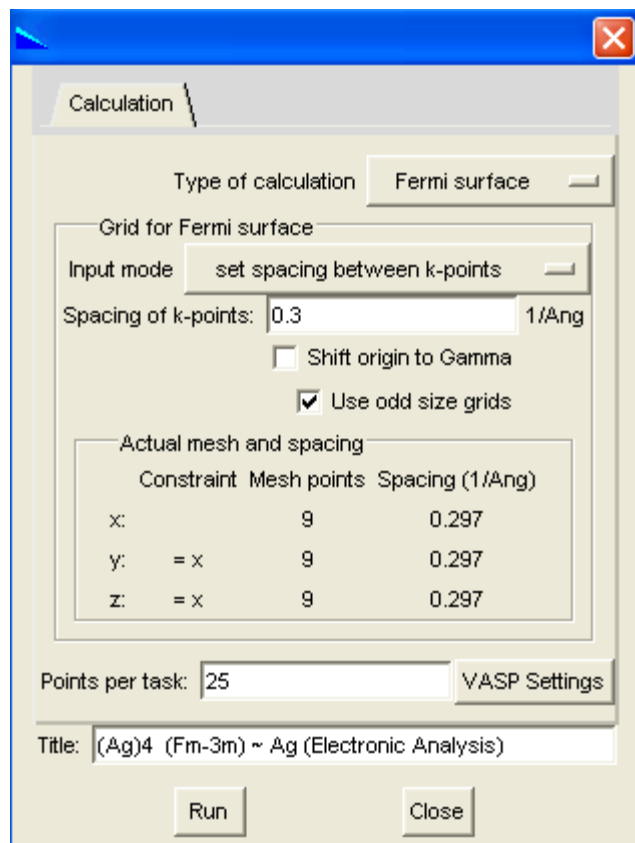 Calculation
Type of calculation Fermi surface
Grid for Fermi surface
Input mode set spacing between k-points
Spacing of k-points: 0.3 1/Ang
Shift origin to Gamma
Use odd size grids
Actual mesh and spacing
Constraint Mesh points Spacing (1/Ang)
x: 9 0.297
y: = x 9 0.297
z: = x 9 0.297
Points per task: 25 VASP Settings
Title: (Ag)4 (Fm-3m) ~ Ag (Electronic Analysis)
Run Close